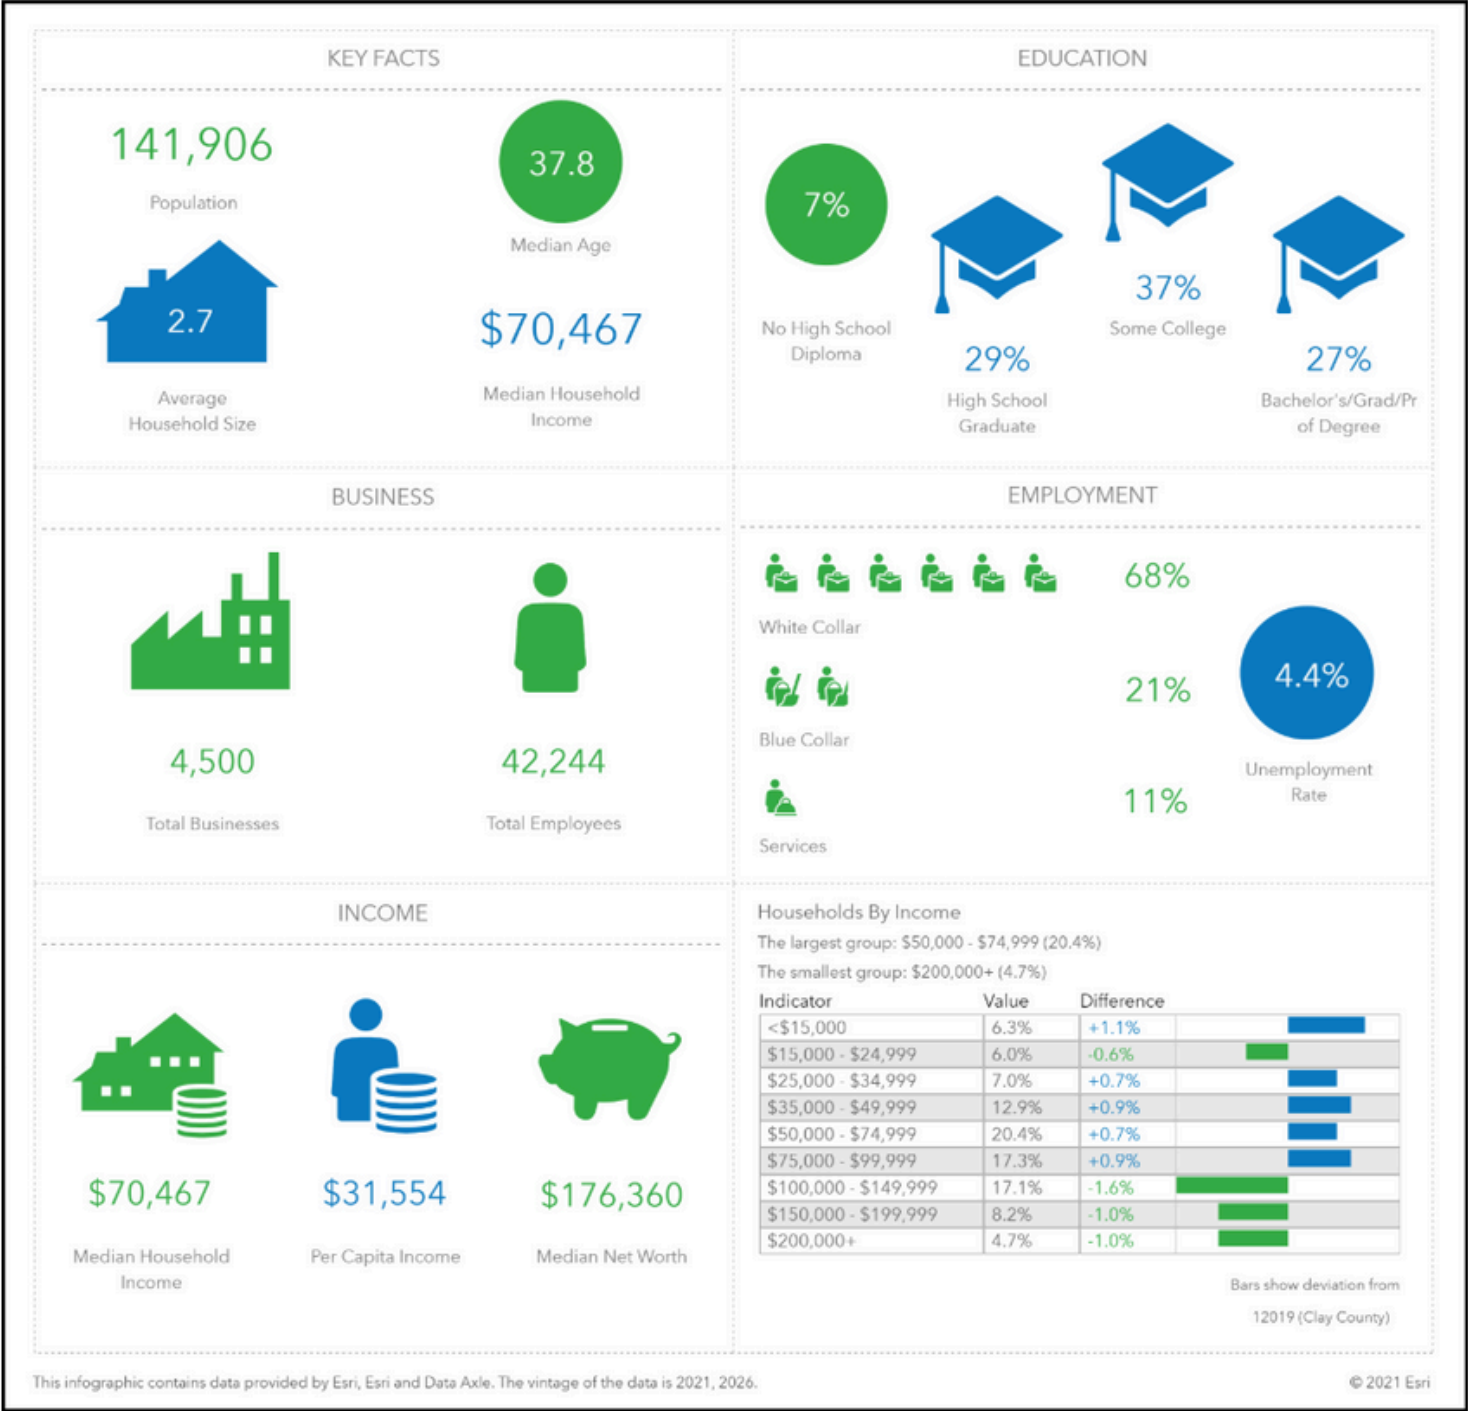 KEY FACTS
141,906
Population
37.8
Median Age
2.7
Average
Household Size
$70,467
Median Household
Income
EDUCATION
7%
No High School
Diploma
29%
High School
Graduate
37%
Some College
27%
Bachelor's/Grad/Pr
of Degree
BUSINESS
4,500
Total Businesses
42,244
Total Employees
EMPLOYMENT
68%
White Collar
21%
Blue Collar
11%
Services
4.4%
Unemployment
Rate
INCOME
$70,467
Median Household
Income
$31,554
Per Capita Income
$176,360
Median Net Worth
Households By Income
The largest group: $50,000 - $74,999 (20.4%)
The smallest group: $200,000+ (4.7%)
Indicator Value Difference
<$15,000 6.3% +1.1%
$15,000 - $24,999 6.0% -0.6%
$25,000 - $34,999 7.0% +0.7%
$35,000 - $49,999 12.9% +0.9%
$50,000 - $74,999 20.4% +0.7%
$75,000 - $99,999 17.3% +0.9%
$100,000 - $149,999 17.1% -1.6%
$150,000 - $199,999 8.2% -1.0%
$200,000+ 4.7% -1.0%
Bars show deviation from
12019 (Clay County)
This infographic contains data provided by Esri, Esri and Data Axle. The vintage of the data is 2021, 2026.
© 2021 Esri